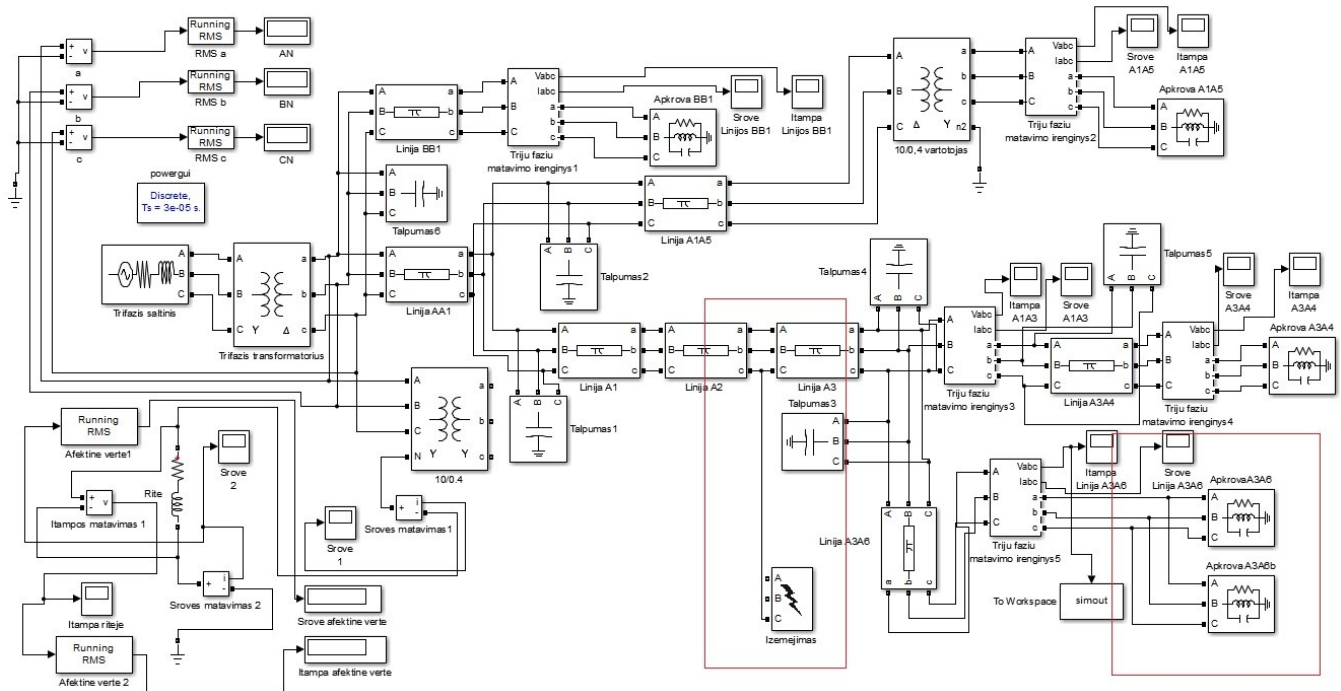 Running
RMS
RMS a
AN
Running
RMS
RMS b
BN
Running
RMS
RMS c
CN
+
-
v
a
+
-
v
b
+
-
v
c
powergui
Discrete,
Ts = 3e-05 s.
A
B
C
Trifazis saltinis
A
B
C
Y
Δ
a
b
c
Trifazis transformatorius
A
B
C
a
b
c
Linija BB1
A
B
C
Talpumas6
A
B
C
a
b
c
Linija AA1
A
B
C
Vabc
Iabc
a
b
c
Triju faziu
matavimo irenginys1
Apkrova BB1
A
B
C
Srove
Linijos BB1
Itampa
Linijos BB1
A
B
C
a
b
c
Linija A1A5
A
B
C
Talpumas2
A
B
C
Δ
Y
a
b
c
n2
10/0,4 vartotojas
A
B
C
Vabc
Iabc
a
b
c
Triju faziu
matavimo irenginys2
Srove
A1A5
Itampa
A1A5
Apkrova A1A5
A
B
C
A
B
C
a
b
c
Linija A1
A
B
C
a
b
c
Linija A2
A
B
C
a
b
c
Linija A3
A
B
C
Talpumas1
Talpumas4
A
B
C
Itampa
A1A3
Srove
A1A3
Talpumas5
A
B
C
Srove
A3A4
Itampa
A3A4
A
B
C
Vabc
Iabc
a
b
c
Triju faziu
matavimo irenginys3
A
B
C
a
b
c
Linija A3A4
A
B
C
Vabc
Iabc
a
b
c
Triju faziu
matavimo irenginys4
Apkrova A3A4
A
B
C
Talpumas3
A
B
C
A
B
C
N
Y
Y
a
b
c
10/0.4
Running
RMS
Afektine verte1
Srove
2
Rite
+
-
v
Itampos matavimas 1
+
i
-
Sroves matavimas1
Srove
1
+
i
-
Sroves matavimas 2
Itampa riteje
Running
RMS
Afektine verte 2
Srove afektine verte
Itampa afektine verte
A
B
C
Izemejimas
A
B
C
a
b
c
Linija A3A6
A
B
C
Vabc
Iabc
a
b
c
Triju faziu
matavimo irenginys5
Itampa
Linija A3A6
Srove
Linija A3A6
To Workspace
simout
ApkrovaA3A6
A
B
C
Apkrova A3A6b
A
B
C